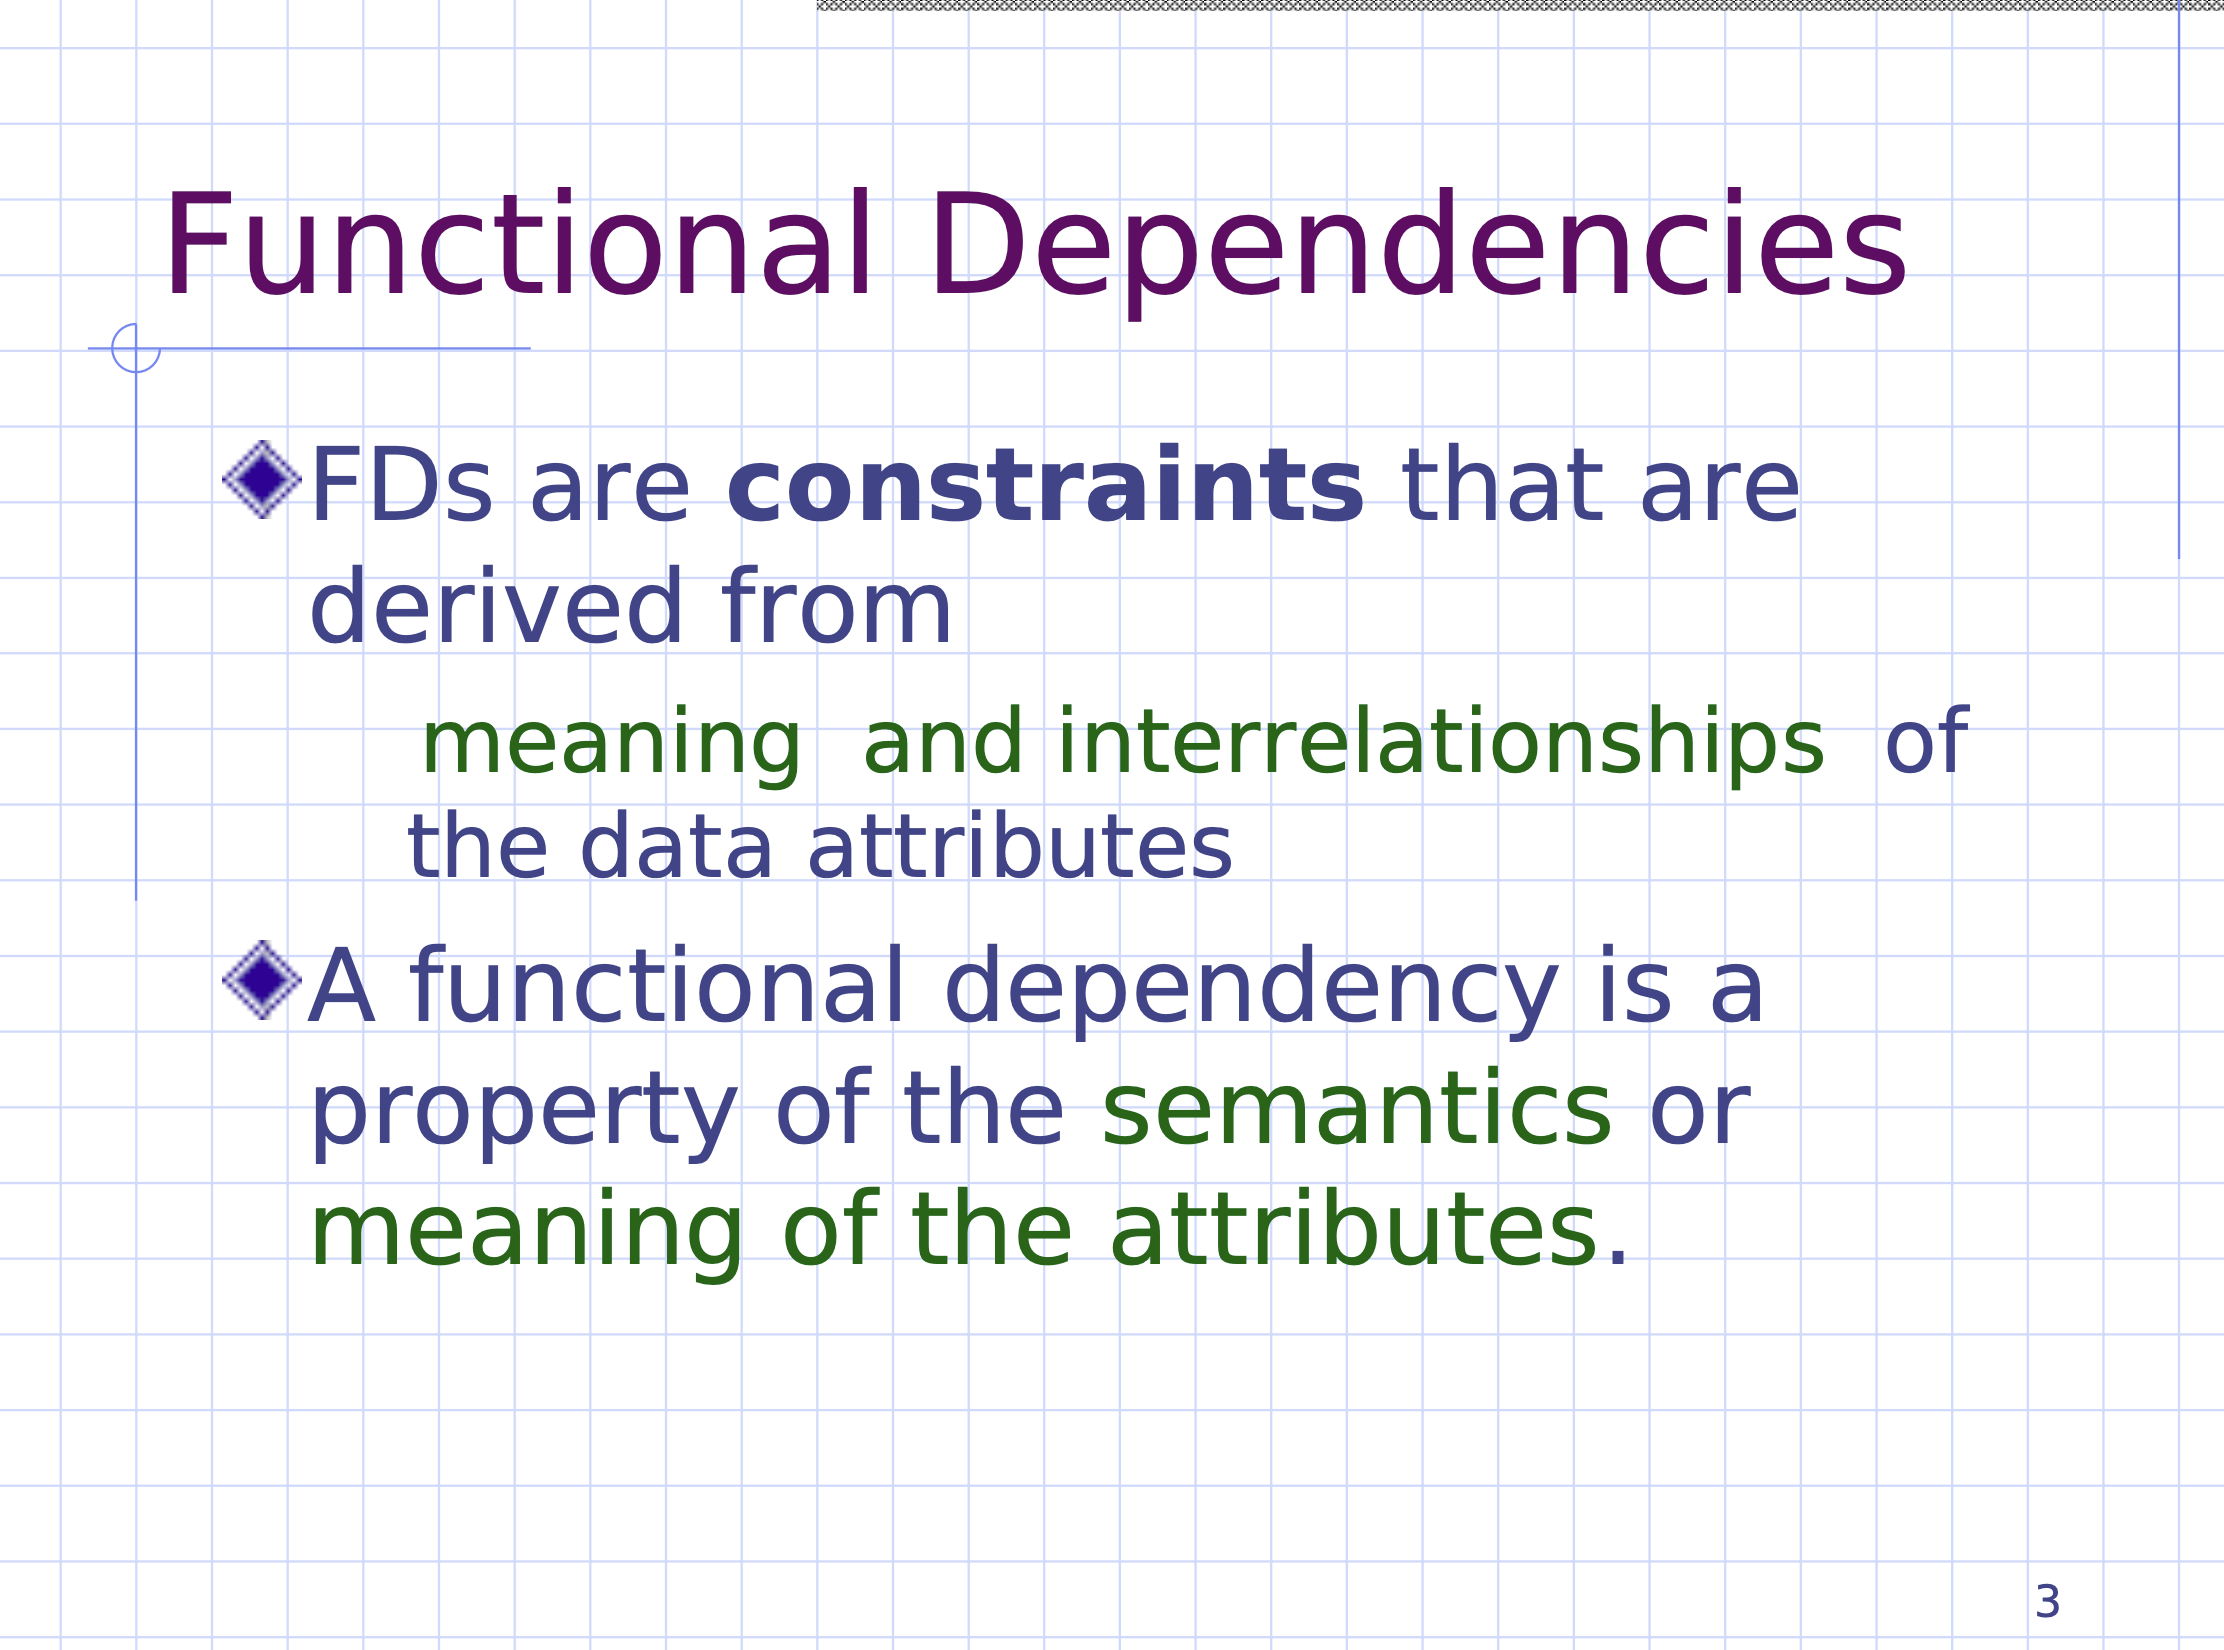 Functional Dependencies
FDs are constraints that are
derived from
meaning and interrelationships of
the data attributes
A functional dependency is a
property of the semantics or
meaning of the attributes.
3